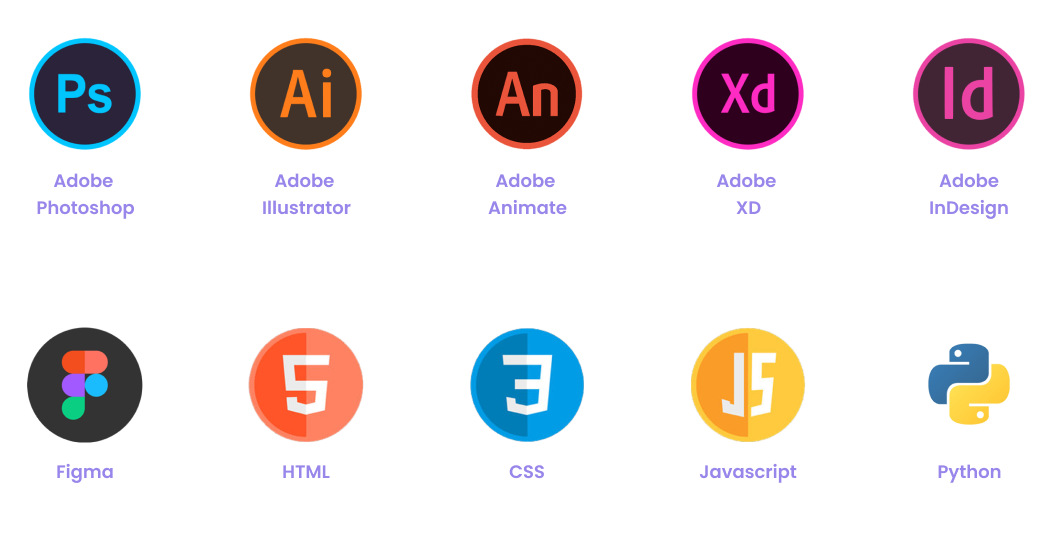 Ps
Ai
An
Xd
Id
Adobe
Photoshop
Adobe
Illustrator
Adobe
Animate
Adobe
XD
Adobe
InDesign
5
3
JS
Figma
HTML
CSS
Javascript
Python